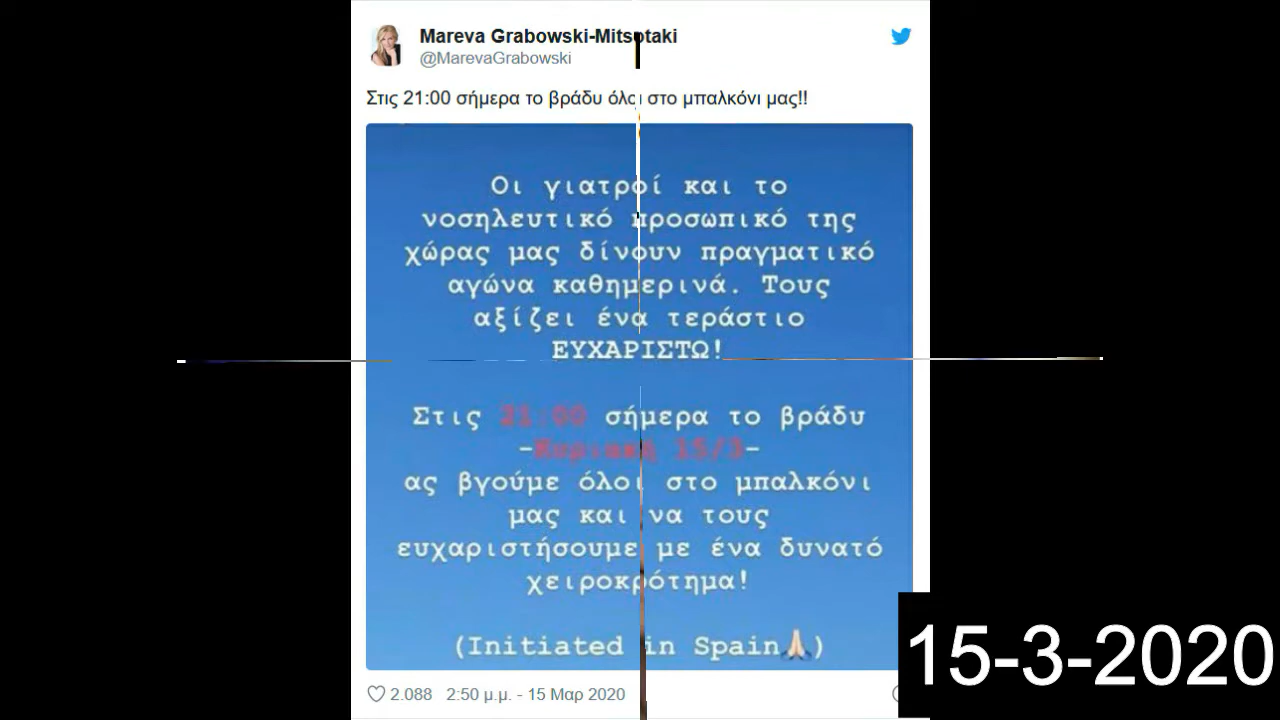 Mareva Grabowski-Mitsotaki
@MarevaGrabowski
Στις 21:00 σήμερα το βράδυ όλοι στο μπαλκόνι μας!!
Οι γιατροί και το
νοσηλευτικό προσωπικό της
χώρας μας δίνουν πραγματικό
αγώνα καθημερινά. Τους
αξίζει ένα τεράστιο
ΕΥΧΑΡΙΣΤΩ!
Στις 21:00 σήμερα το βράδυ
-Κυριακή 15/3-
ας βγούμε όλοι στο μπαλκόνι
μας και να τους
ευχαριστήσουμε με ένα δυνατό
χειροκρότημα!
(Initiated in Spain🙏🏻)
2.088 2:50 μ.μ. - 15 Μαρ 2020
15-3-2020